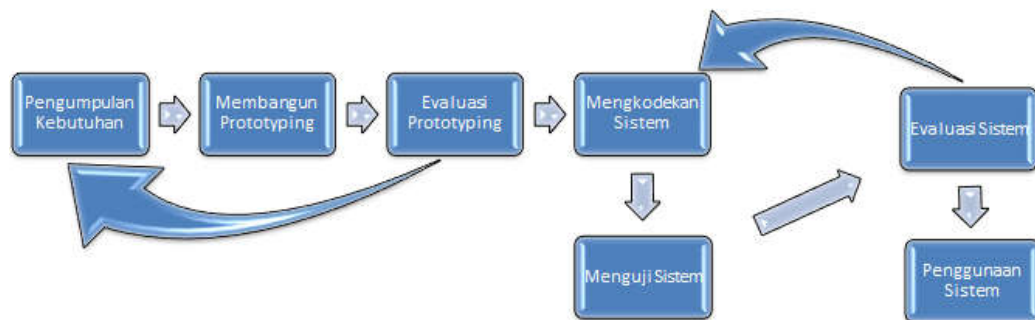 Pengumpulan
Kebutuhan
Membangun
Prototyping
Evaluasi
Prototyping
Mengkodekan
Sistem
Menguji Sistem
Evaluasi Sistem
Penggunaan
Sistem